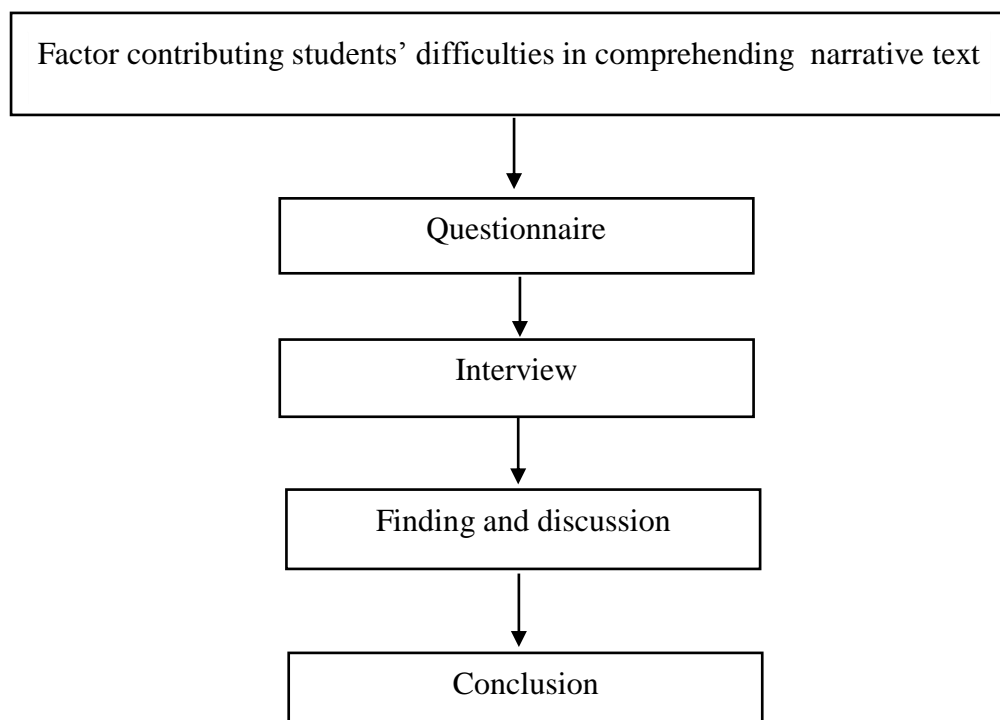 Factor contributing students’ difficulties in comprehending narrative text
Questionnaire
Interview
Finding and discussion
Conclusion